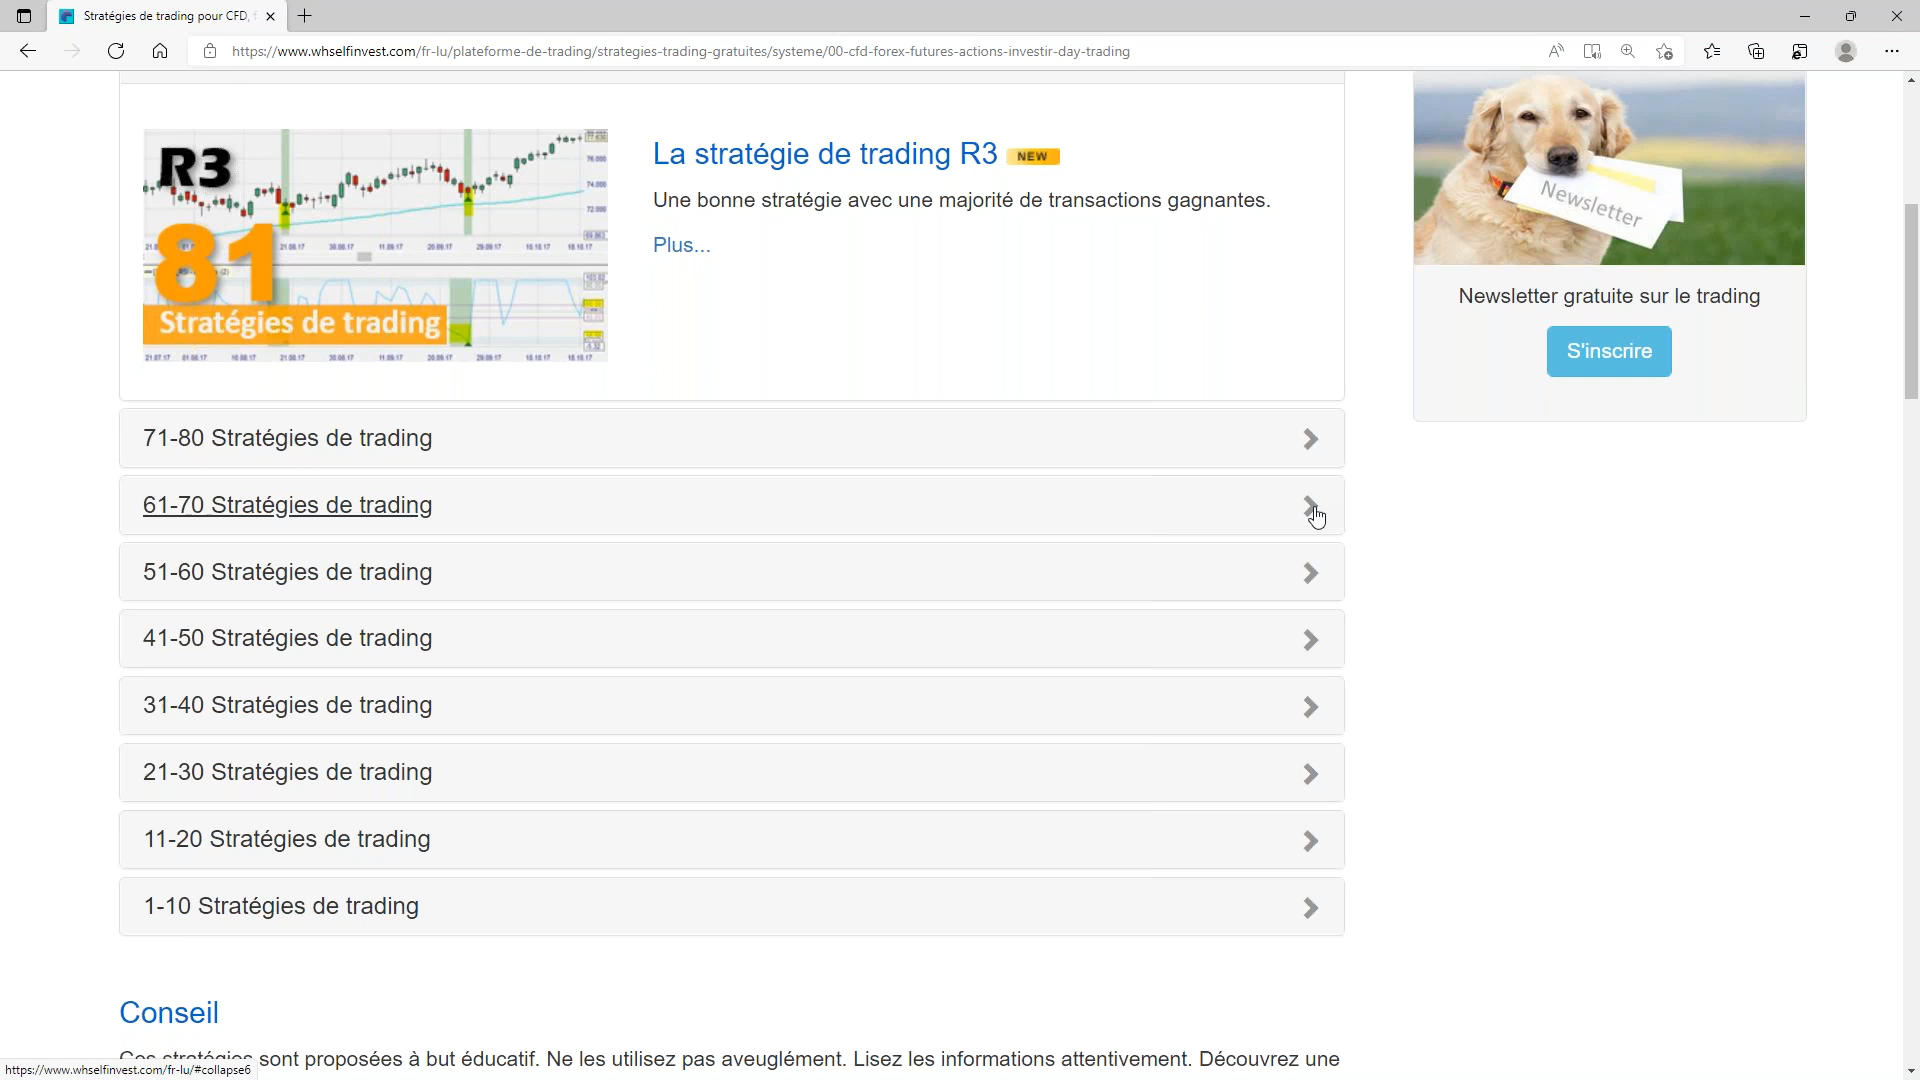 Stratégies de trading pour CFD,
https://www.whselfinvest.com/fr-lu/plateforme-de-trading/strategies-trading-gratuites/systeme/00-cfd-forex-futures-actions-investir-day-trading
R3
81
Stratégies de trading
La stratégie de trading R3 NEW
Une bonne stratégie avec une majorité de transactions gagnantes.
Plus...
Newsletter
Newsletter gratuite sur le trading
S'inscrire
71-80 Stratégies de trading
61-70 Stratégies de trading
51-60 Stratégies de trading
41-50 Stratégies de trading
31-40 Stratégies de trading
21-30 Stratégies de trading
11-20 Stratégies de trading
1-10 Stratégies de trading
Conseil
Ces stratégies sont proposées à but éducatif. Ne les utilisez pas aveuglément. Lisez les informations attentivement. Découvrez une
https://www.whselfinvest.com/fr-lu/#collapse6